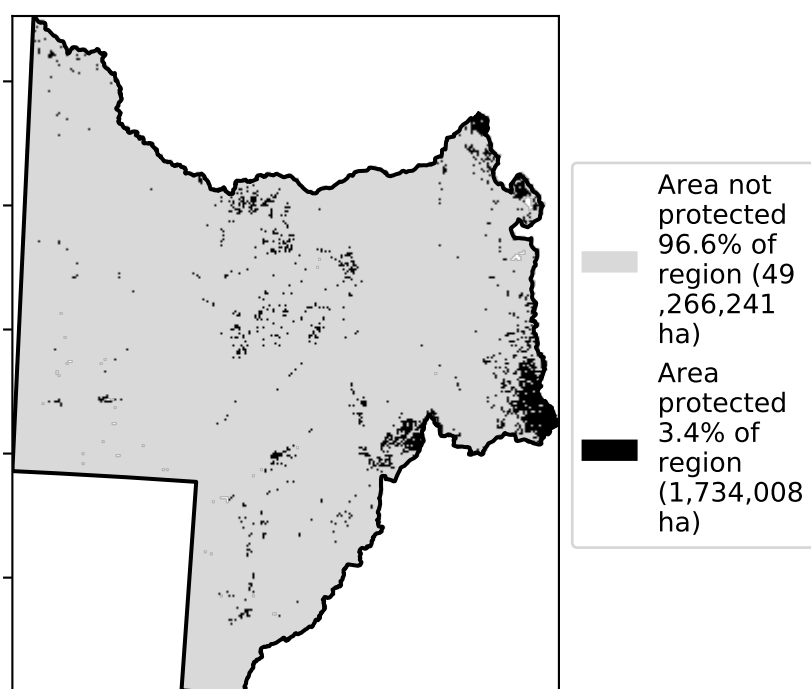 Area not
protected
96.6% of
region (49
,266,241
ha)
Area
protected
3.4% of
region
(1,734,008
ha)